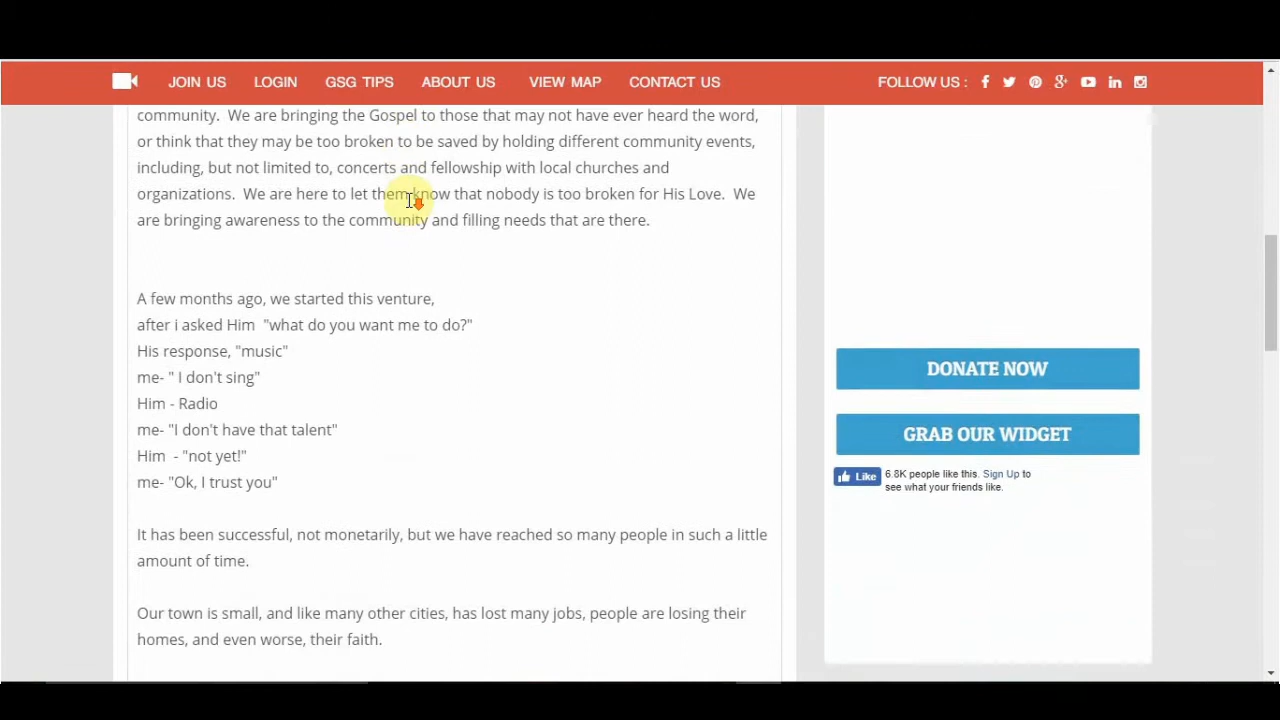 JOIN US LOGIN GSG TIPS ABOUT US VIEW MAP CONTACT US FOLLOW US :
community.  We are bringing the Gospel to those that may not have ever heard the word,
or think that they may be too broken to be saved by holding different community events,
including, but not limited to, concerts and fellowship with local churches and
organizations.  We are here to let them know that nobody is too broken for His Love.  We
are bringing awareness to the community and filling needs that are there.
A few months ago, we started this venture,
after i asked Him  "what do you want me to do?"
His response, "music"
me- " I don't sing"
Him - Radio
me- "I don't have that talent"
Him  - "not yet!"
me- "Ok, I trust you"
It has been successful, not monetarily, but we have reached so many people in such a little
amount of time.
Our town is small, and like many other cities, has lost many jobs, people are losing their
homes, and even worse, their faith.
DONATE NOW
GRAB OUR WIDGET
Like 6.8K people like this. Sign Up to
see what your friends like.